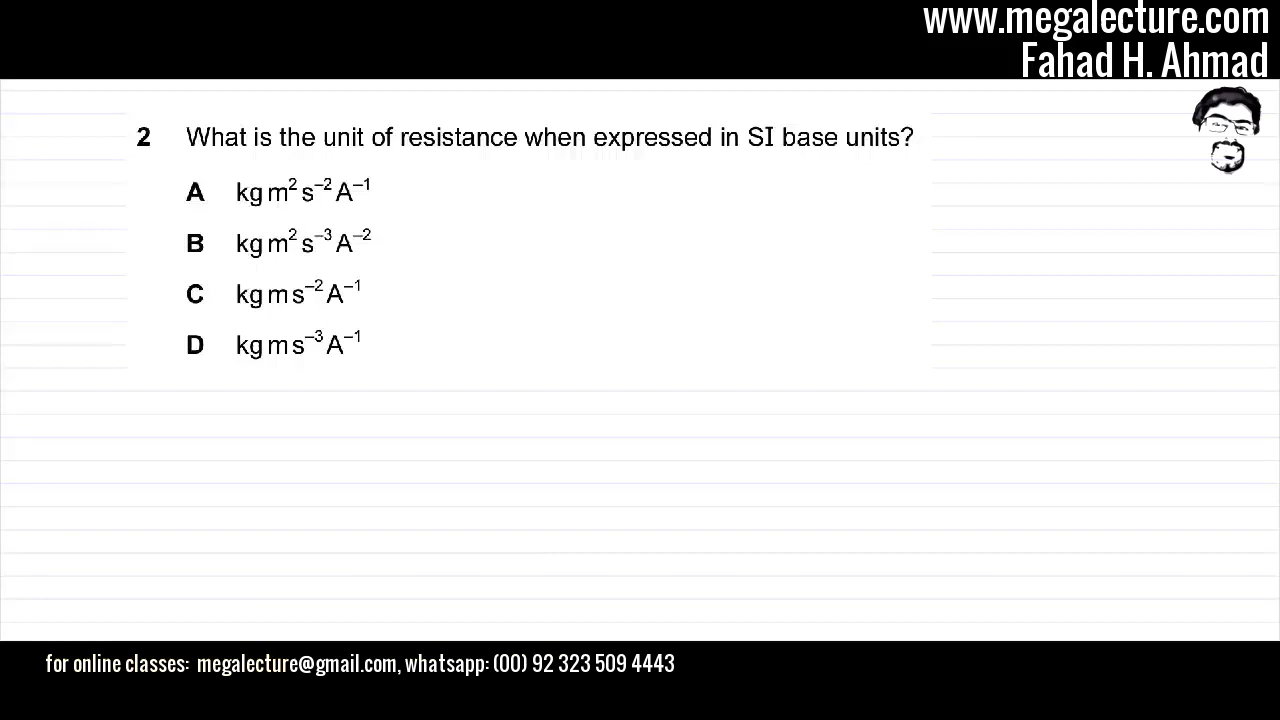 www.megalecture.com
Fahad H. Ahmad
2 What is the unit of resistance when expressed in SI base units?
A kg m² s⁻² A⁻¹
B kg m² s⁻³ A⁻²
C kg m s⁻² A⁻¹
D kg m s⁻³ A⁻¹
for online classes: megalecture@gmail.com, whatsapp: (00) 92 323 509 4443